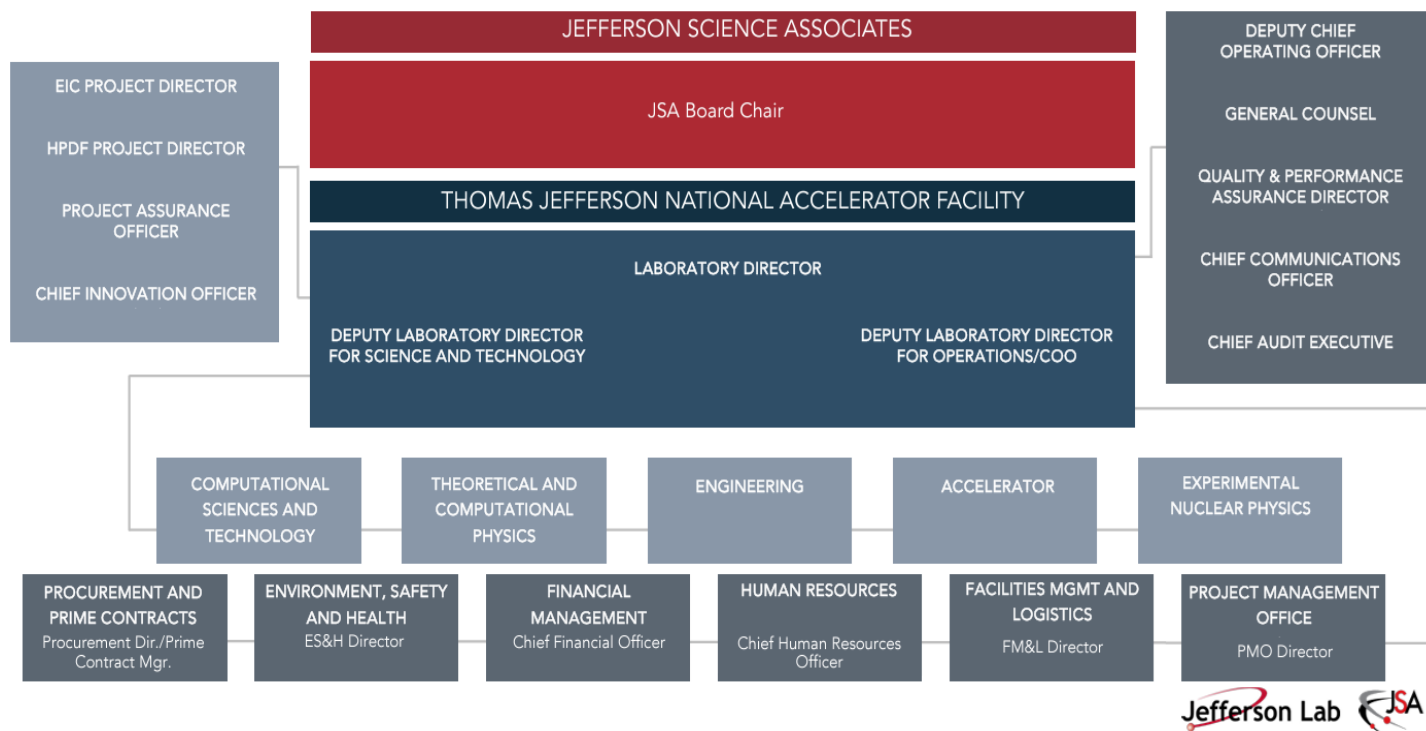 JEFFERSON SCIENCE ASSOCIATES
JSA Board Chair
THOMAS JEFFERSON NATIONAL ACCELERATOR FACILITY
LABORATORY DIRECTOR
DEPUTY LABORATORY DIRECTOR
FOR SCIENCE AND TECHNOLOGY
DEPUTY LABORATORY DIRECTOR
FOR OPERATIONS/COO
EIC PROJECT DIRECTOR
HPDF PROJECT DIRECTOR
PROJECT ASSURANCE
OFFICER
CHIEF INNOVATION OFFICER
DEPUTY CHIEF
OPERATING OFFICER
GENERAL COUNSEL
QUALITY & PERFORMANCE
ASSURANCE DIRECTOR
CHIEF COMMUNICATIONS
OFFICER
CHIEF AUDIT EXECUTIVE
COMPUTATIONAL
SCIENCES AND
TECHNOLOGY
THEORETICAL AND
COMPUTATIONAL
PHYSICS
ENGINEERING
ACCELERATOR
EXPERIMENTAL
NUCLEAR PHYSICS
PROCUREMENT AND
PRIME CONTRACTS
Procurement Dir./Prime
Contract Mgr.
ENVIRONMENT, SAFETY
AND HEALTH
ES&H Director
FINANCIAL
MANAGEMENT
Chief Financial Officer
HUMAN RESOURCES
Chief Human Resources
Officer
FACILITIES MGMT AND
LOGISTICS
FM&L Director
PROJECT MANAGEMENT
OFFICE
PMO Director
Jefferson Lab
JSA